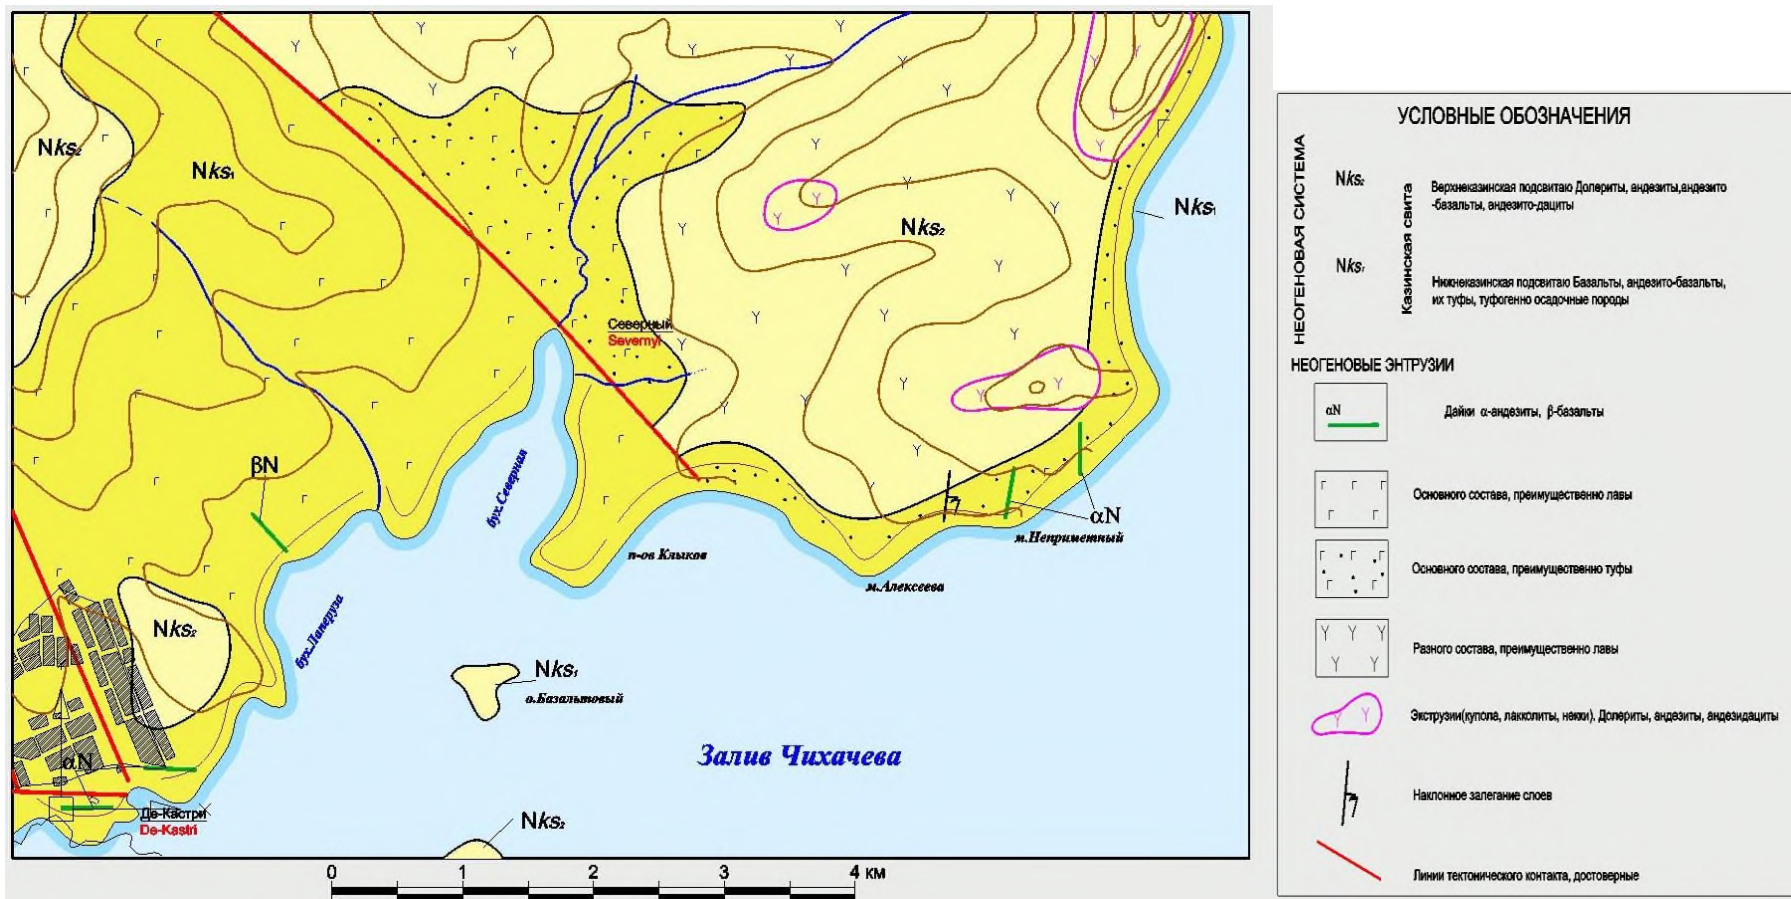 Nks₂
Nks₁
Nks₁
Nks₂
Северный
Severnyi
βN
бух.Северная
αN
м.Неприметный
п-ов Клыков
м.Алексеева
бух.Лаперуза
Nks₂
Nks₁
о.Базальтовый
Залив Чихачева
αN
Де-Кастри
De-Kastri
Nks₂
0 1 2 3 4 км
УСЛОВНЫЕ ОБОЗНАЧЕНИЯ
НЕОГЕНОВАЯ СИСТЕМА
Казинская свита
Nks₂
Верхнеказинская подсвитаю Долериты, андезиты,андезито
-базальты, андезито-дациты
Nks₁
Нижнеказинская подсвитаю Базальты, андезито-базальты,
их туфы, туфогенно осадочные породы
НЕОГЕНОВЫЕ ЭНТРУЗИИ
αN
Дайки α-андезиты, β-базальты
Основного состава, преимущественно лавы
Основного состава, преимущественно туфы
Разного состава, преимущественно лавы
Экструзии(купола, лакколиты, некки). Долериты, андезиты, андезидациты
Наклонное залегание слоев
Линии тектонического контакта, достоверные